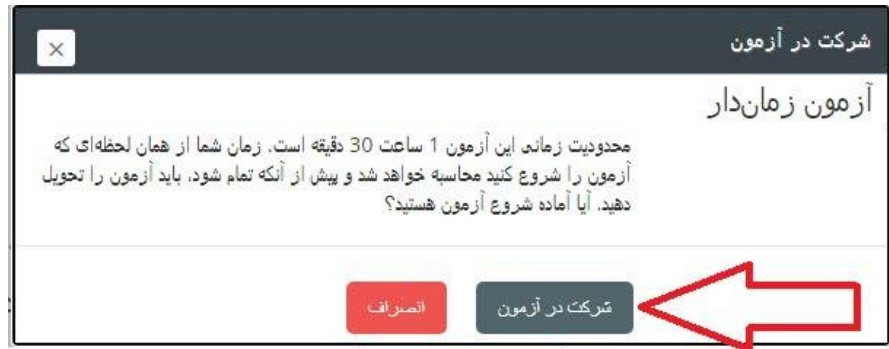 شرکت در آزمون
×
آزمون زمان‌دار
محدودیت زمانی این آزمون 1 ساعت 30 دقیقه است. زمان شما از همان لحظه‌ای که
آزمون را شروع کنید محاسبه خواهد شد و پیش از آنکه تمام شود، باید آزمون را تحویل
دهید. آیا آماده شروع آزمون هستید؟
شرکت در آزمون
انصراف